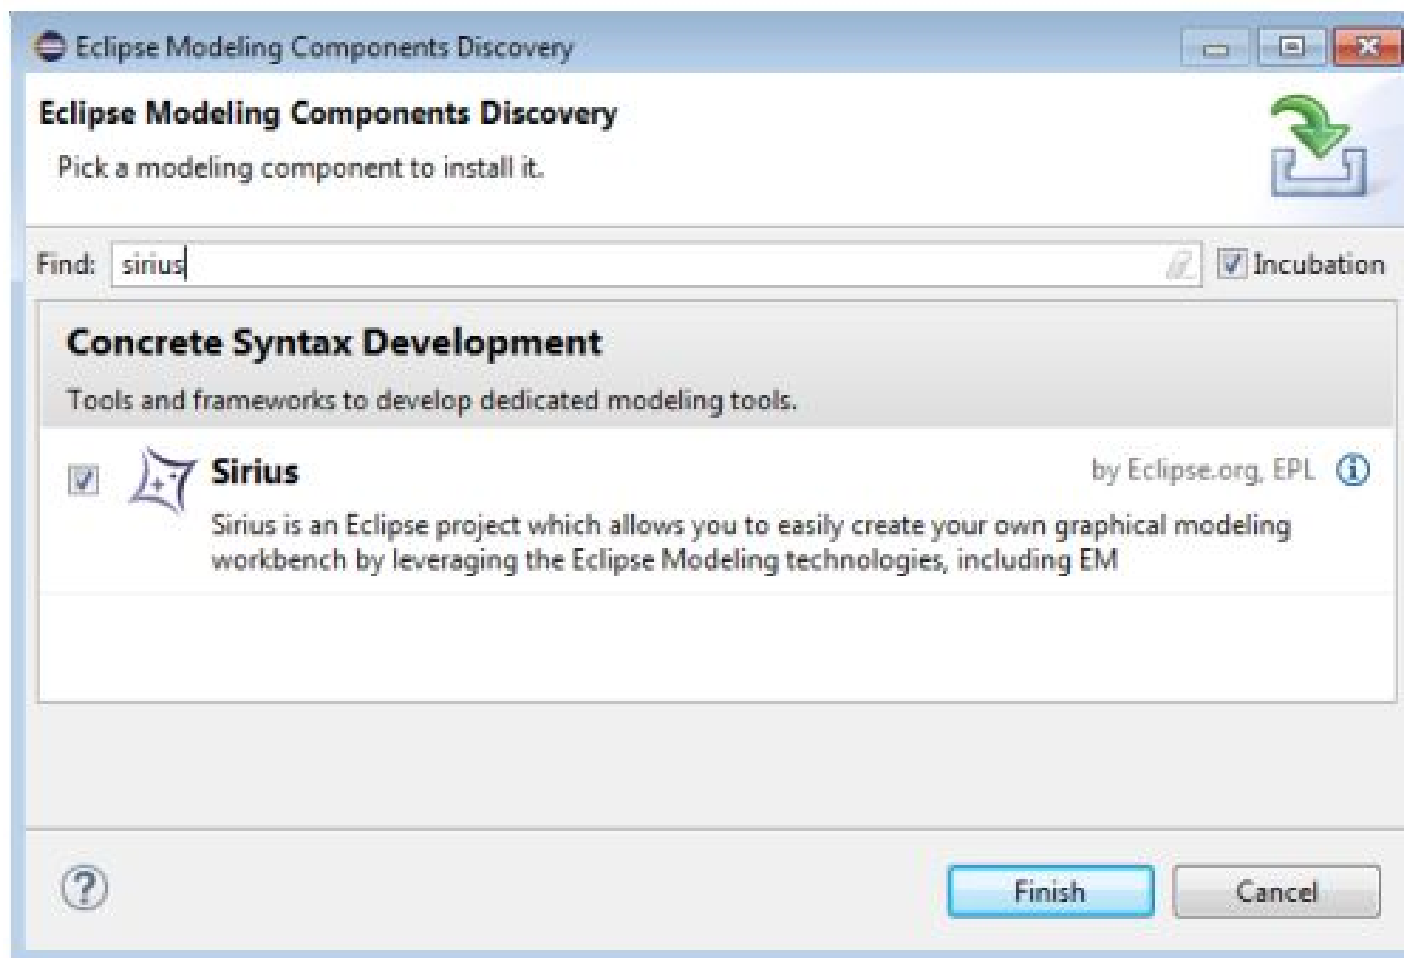 Eclipse Modeling Components Discovery
Eclipse Modeling Components Discovery
Pick a modeling component to install it.
Find: sirius Incubation
Concrete Syntax Development
Tools and frameworks to develop dedicated modeling tools.
Sirius by Eclipse.org, EPL
Sirius is an Eclipse project which allows you to easily create your own graphical modeling
workbench by leveraging the Eclipse Modeling technologies, including EM
Finish Cancel